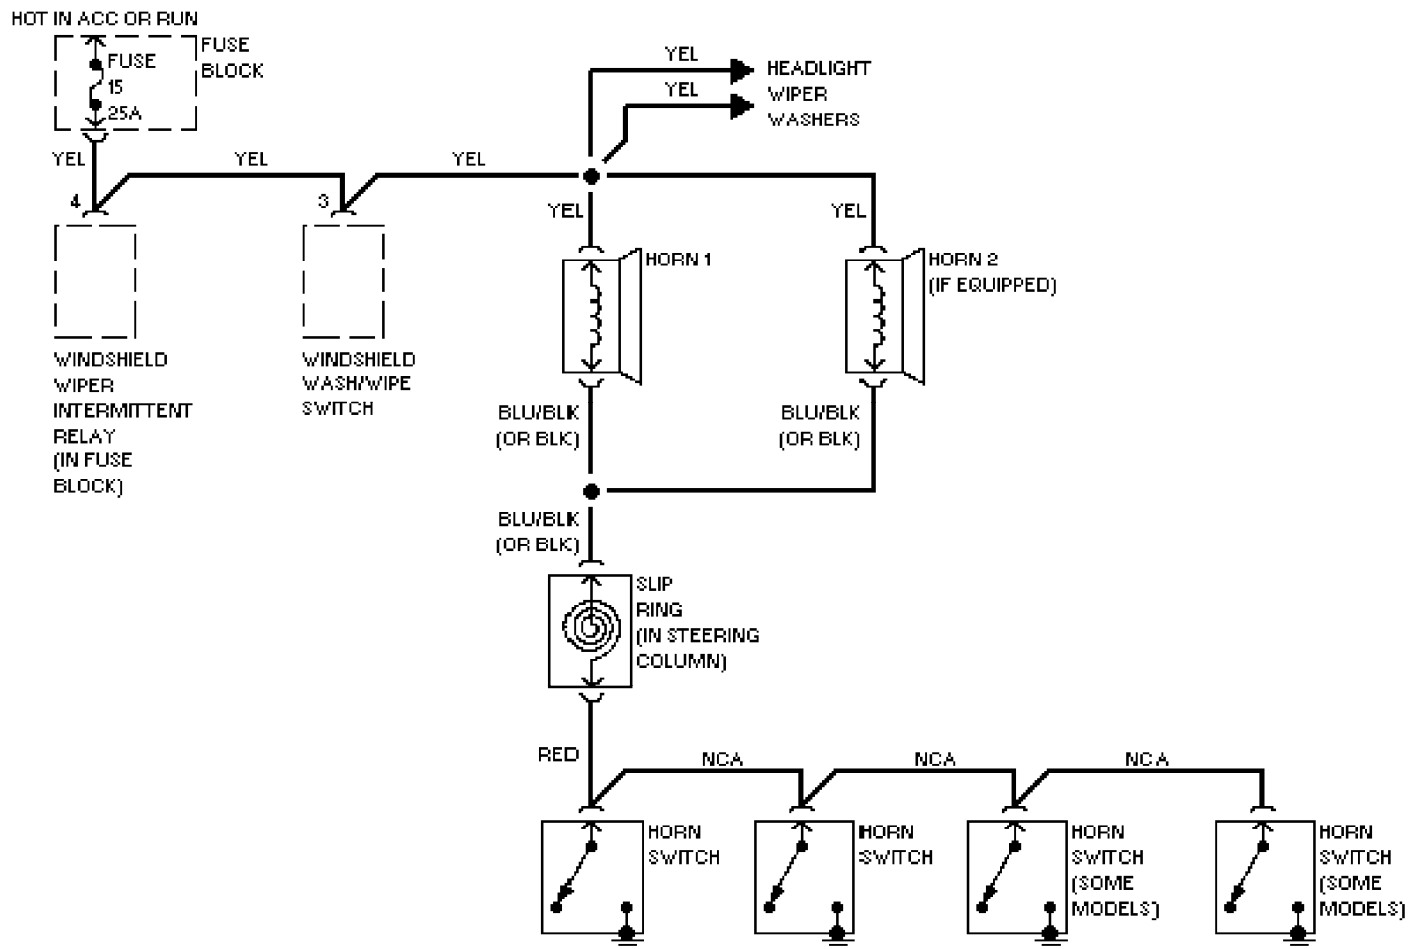 HOT IN ACC OR RUN
FUSE
BLOCK
FUSE
15
25A
YEL
YEL
YEL
YEL
YEL
HEADLIGHT
WIPER
WASHERS
4
3
YEL
YEL
HORN 1
HORN 2
(IF EQUIPPED)
WINDSHIELD
WIPER
INTERMITTENT
RELAY
(IN FUSE
BLOCK)
WINDSHIELD
WASH/WIPE
SWITCH
BLU/BLK
(OR BLK)
BLU/BLK
(OR BLK)
BLU/BLK
(OR BLK)
SLIP
RING
(IN STEERING
COLUMN)
RED
NCA
NCA
NCA
HORN
SWITCH
HORN
SWITCH
HORN
SWITCH
(SOME
MODELS)
HORN
SWITCH
(SOME
MODELS)